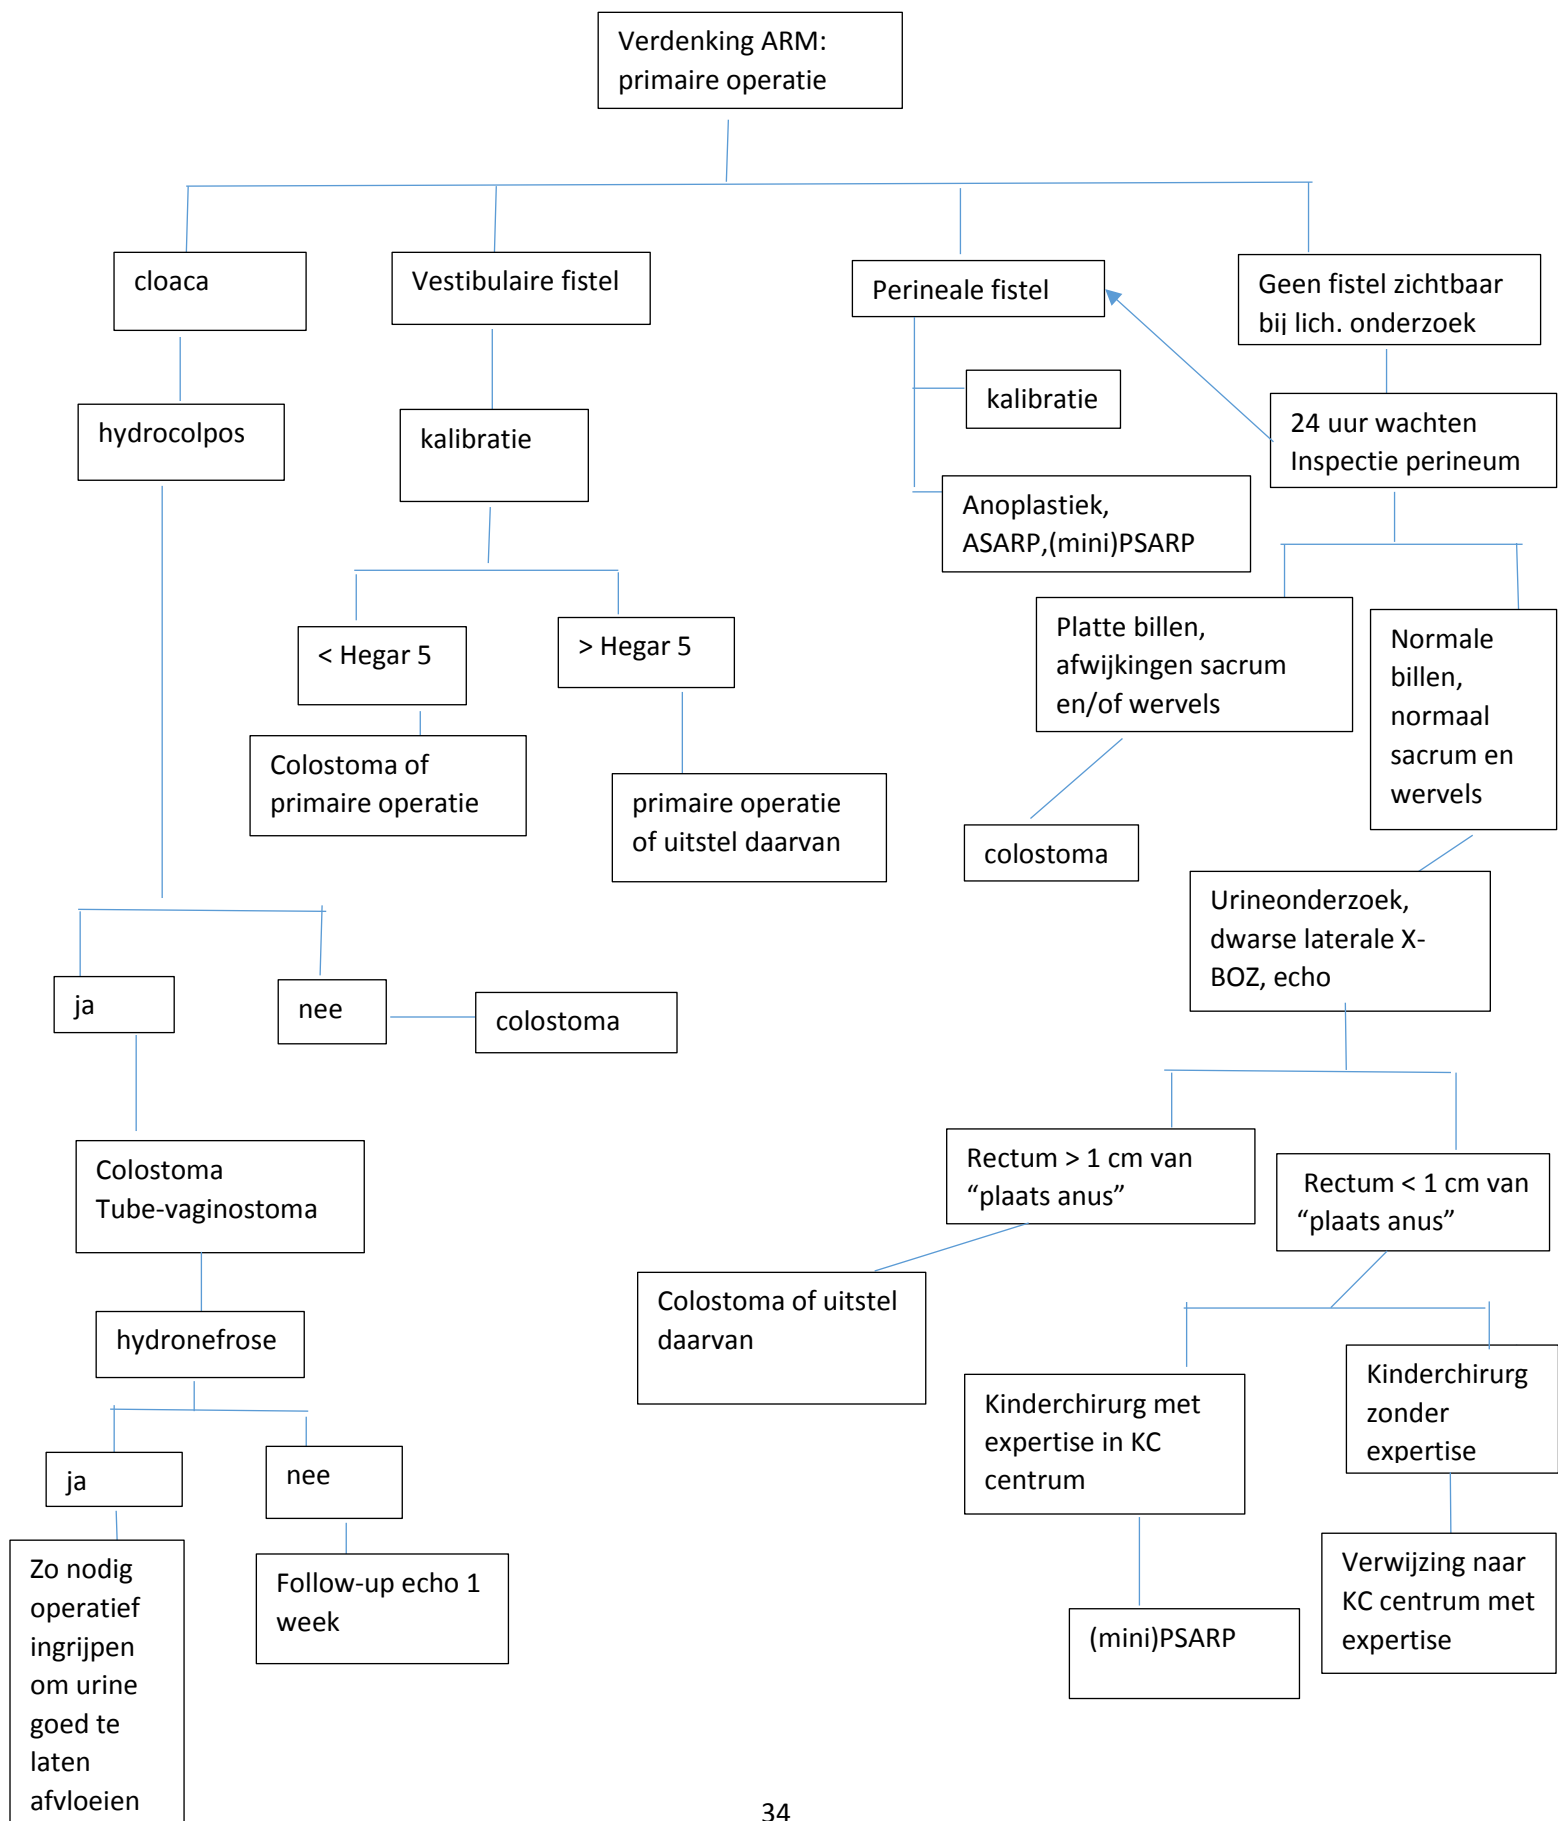 Verdenking ARM:
primaire operatie
cloaca
Vestibulaire fistel
Perineale fistel
Geen fistel zichtbaar
bij lich. onderzoek
hydrocolpos
kalibratie
kalibratie
24 uur wachten
Inspectie perineum
Anoplastiek,
ASARP,(mini)PSARP
< Hegar 5
> Hegar 5
Platte billen,
afwijkingen sacrum
en/of wervels
Normale
billen,
normaal
sacrum en
wervels
Colostoma of
primaire operatie
primaire operatie
of uitstel daarvan
colostoma
Urineonderzoek,
dwarse laterale X-
BOZ, echo
ja
nee
colostoma
Colostoma
Tube-vaginostoma
Rectum > 1 cm van
“plaats anus”
Rectum < 1 cm van
“plaats anus”
hydronefrose
Colostoma of uitstel
daarvan
Kinderchirurg met
expertise in KC
centrum
Kinderchirurg
zonder
expertise
ja
nee
Zo nodig
operatief
ingrijpen
om urine
goed te
laten
afvloeien
Follow-up echo 1
week
(mini)PSARP
Verwijzing naar
KC centrum met
expertise
34